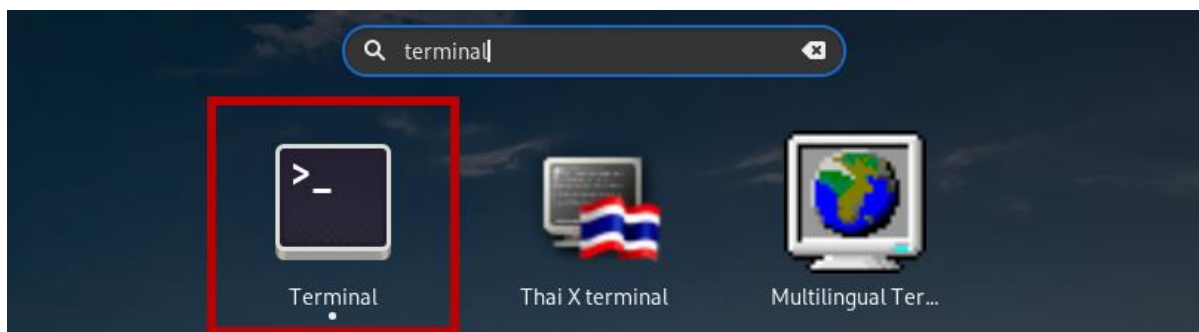 terminal
>_
Terminal
Thai X terminal
Multilingual Ter...